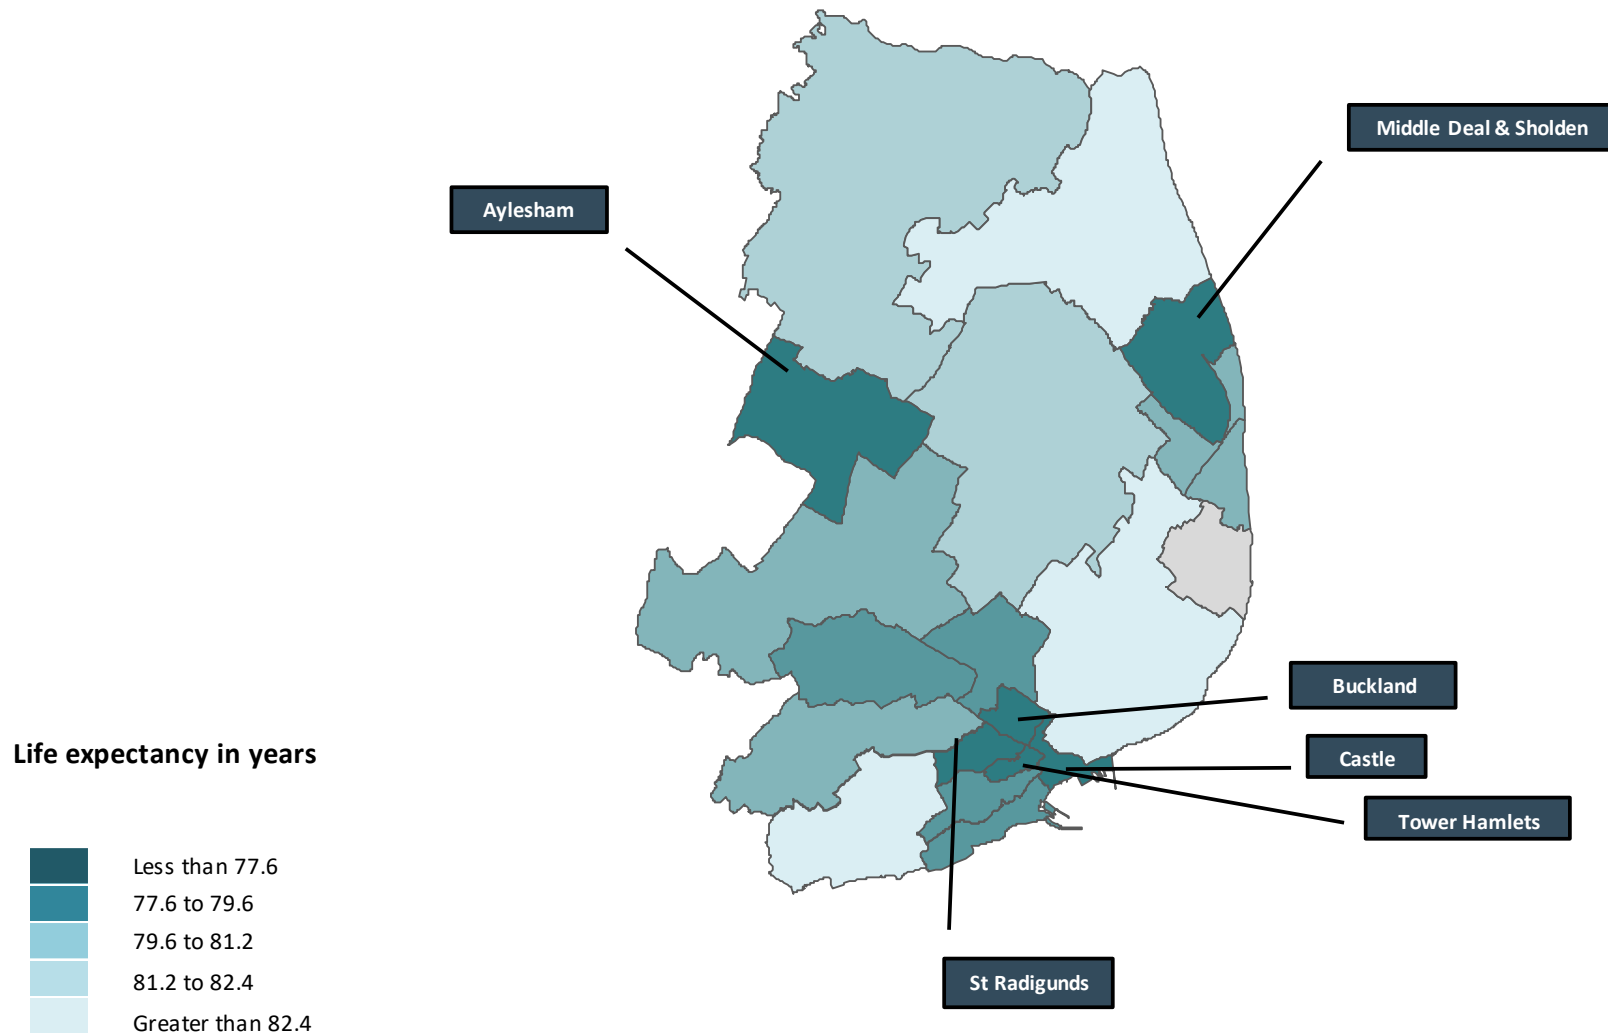 Middle Deal & Sholden
Aylesham
Buckland
Castle
Tower Hamlets
St Radigunds
Life expectancy in years
Less than 77.6
77.6 to 79.6
79.6 to 81.2
81.2 to 82.4
Greater than 82.4